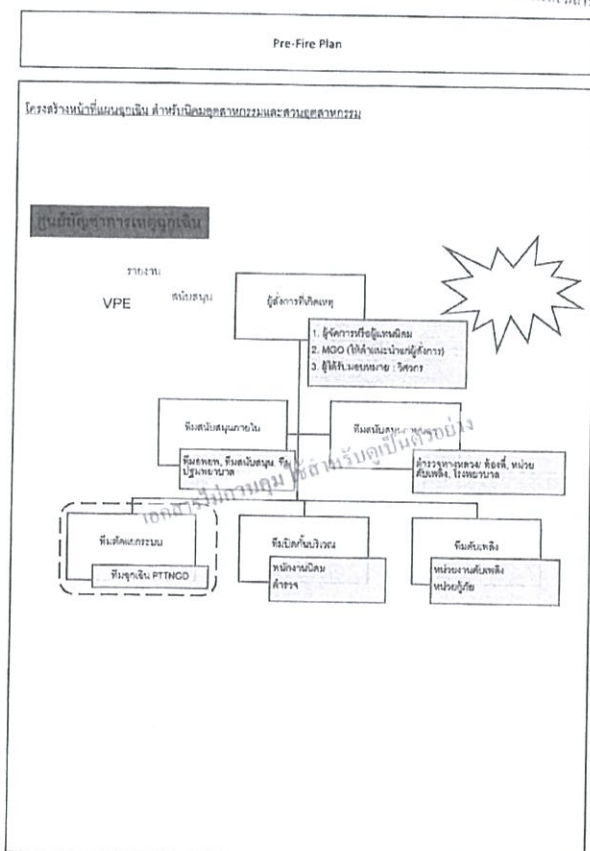 Pre-Fire Plan
โครงสร้างหน้าที่แผนฉุกเฉิน สำหรับนิคมอุตสาหกรรมและสวนอุตสาหกรรม
ศูนย์บัญชาการเหตุฉุกเฉิน
รายงาน
VPE
สนับสนุน
ผู้สั่งการที่เกิดเหตุ
1. ผู้จัดการหรือผู้แทนนิคม
2. MGO (ให้คำแนะนำแก่ผู้สั่งการ)
3. ผู้ได้รับมอบหมาย : วิศวกร
ทีมสนับสนุนภายใน
ทีมอพยพ, ทีมสนับสนุน, ทีม
ปฐมพยาบาล
ทีมสนับสนุน
ตำรวจทางหลวง/ ท้องที่, หน่วย
ดับเพลิง, โรงพยาบาล
เอกสารไม่ควบคุม ใช้สำหรับดูเป็นตัวอย่าง
ทีมตัดแยกระบบ
ทีมฉุกเฉิน PTTNGD
ทีมปิดกั้นบริเวณ
พนักงานนิคม
ตำรวจ
ทีมดับเพลิง
หน่วยงานดับเพลิง
หน่วยกู้ภัย